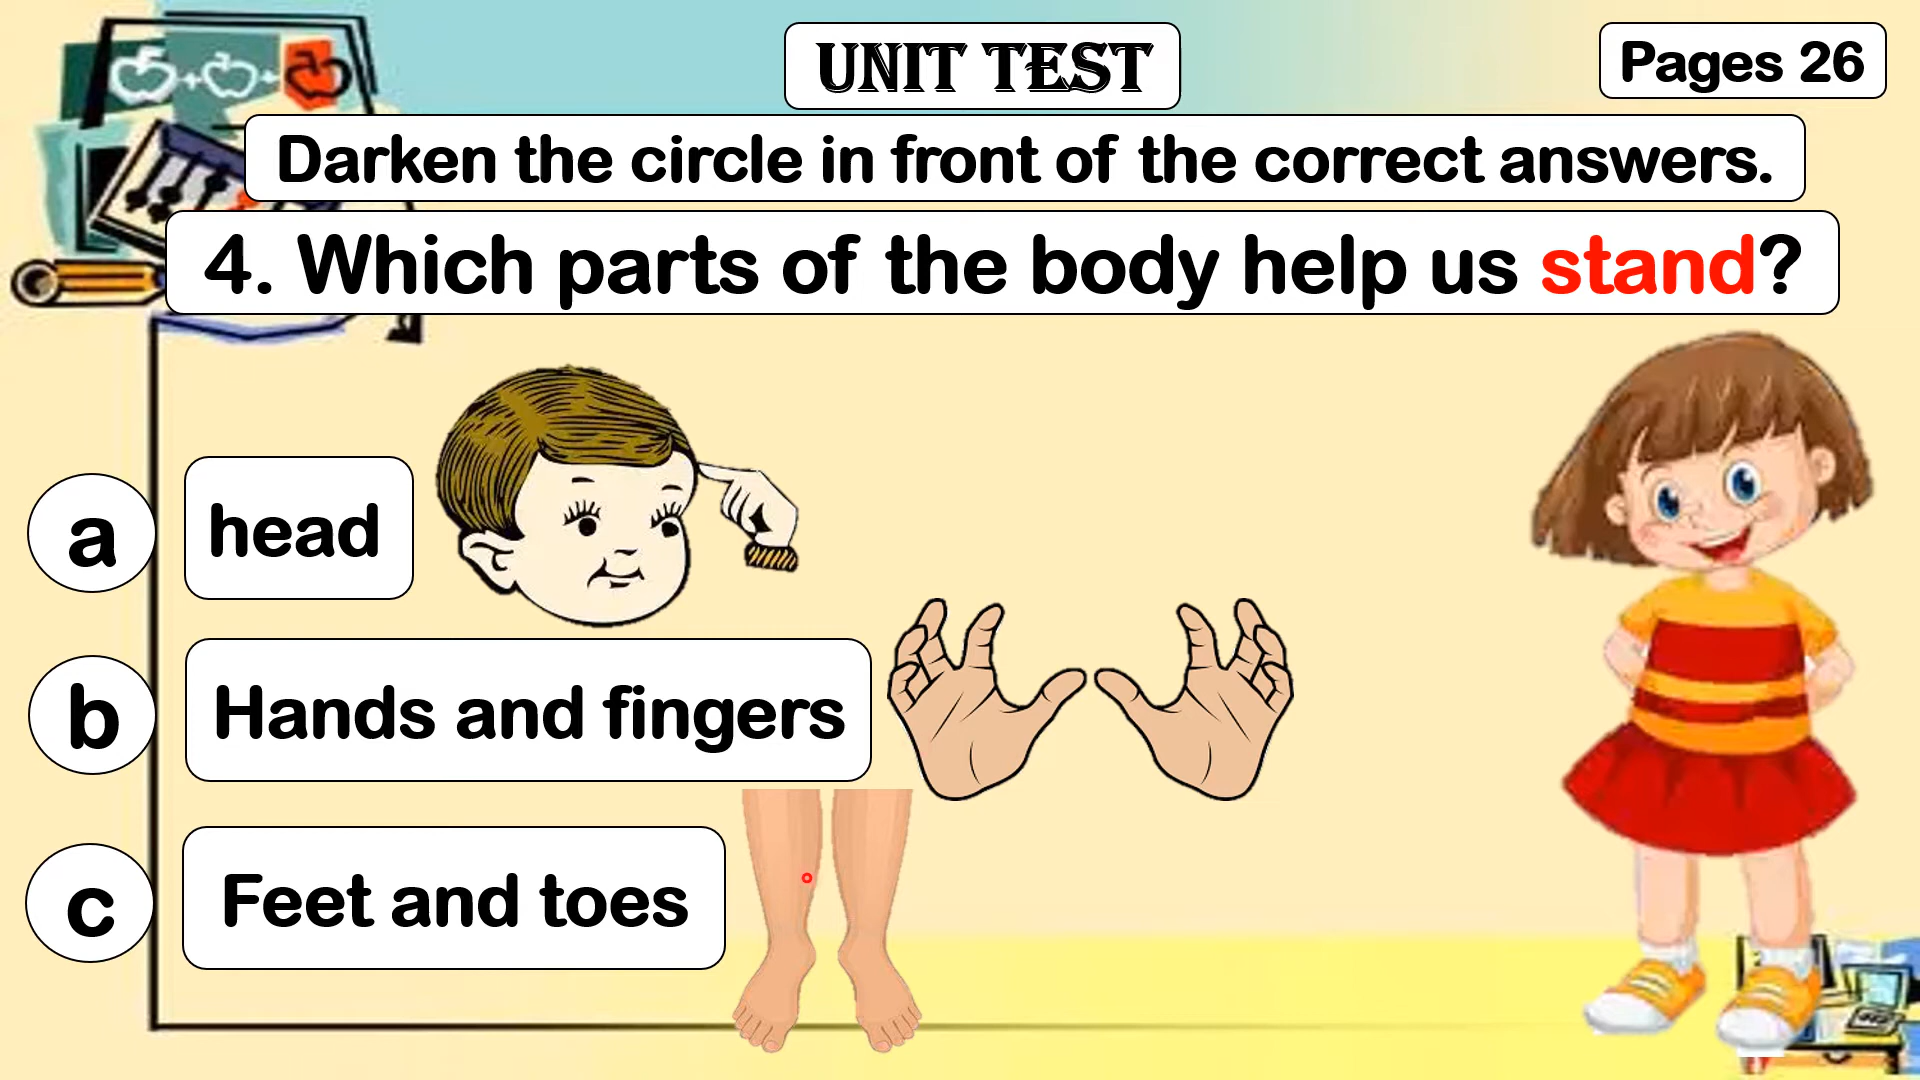 UNIT TEST
Pages 26
Darken the circle in front of the correct answers.
4. Which parts of the body help us stand?
a head
b Hands and fingers
c Feet and toes